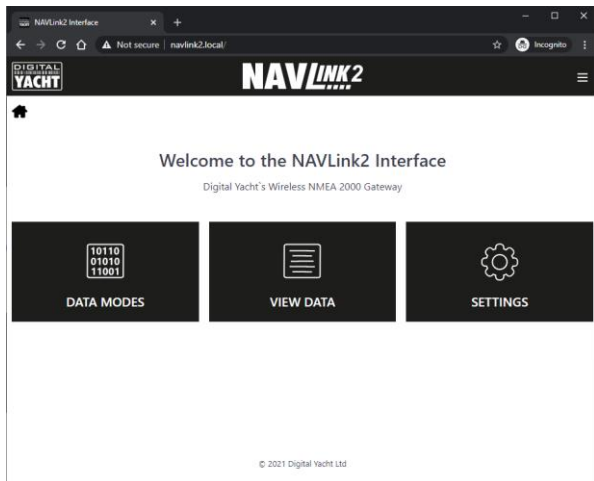 NAVLink2 Interface
Not secure navlink2.local/ Incognito
DIGITAL
YACHT
NAVLINK2
Welcome to the NAVLink2 Interface
Digital Yacht`s Wireless NMEA 2000 Gateway
10110
01010
11001
DATA MODES
VIEW DATA
SETTINGS
© 2021 Digital Yacht Ltd